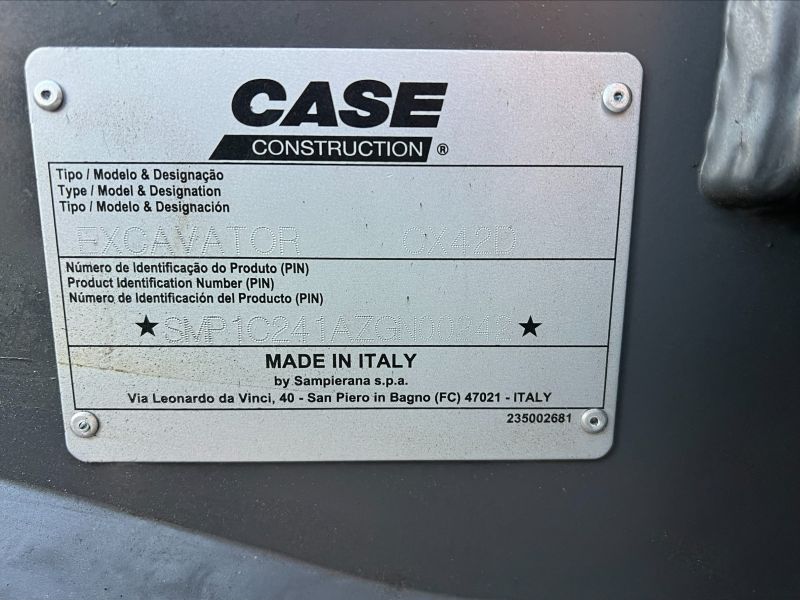 CASE
CONSTRUCTION ®
Tipo / Modelo & Designação
Type / Model & Designation
Tipo / Modelo & Designación
EXCAVATOR CX42D
Número de Identificação do Produto (PIN)
Product Identification Number (PIN)
Número de Identificación del Producto (PIN)
MADE IN ITALY
by Sampierana s.p.a.
Via Leonardo da Vinci, 40 - San Piero in Bagno (FC) 47021 - ITALY
235002681